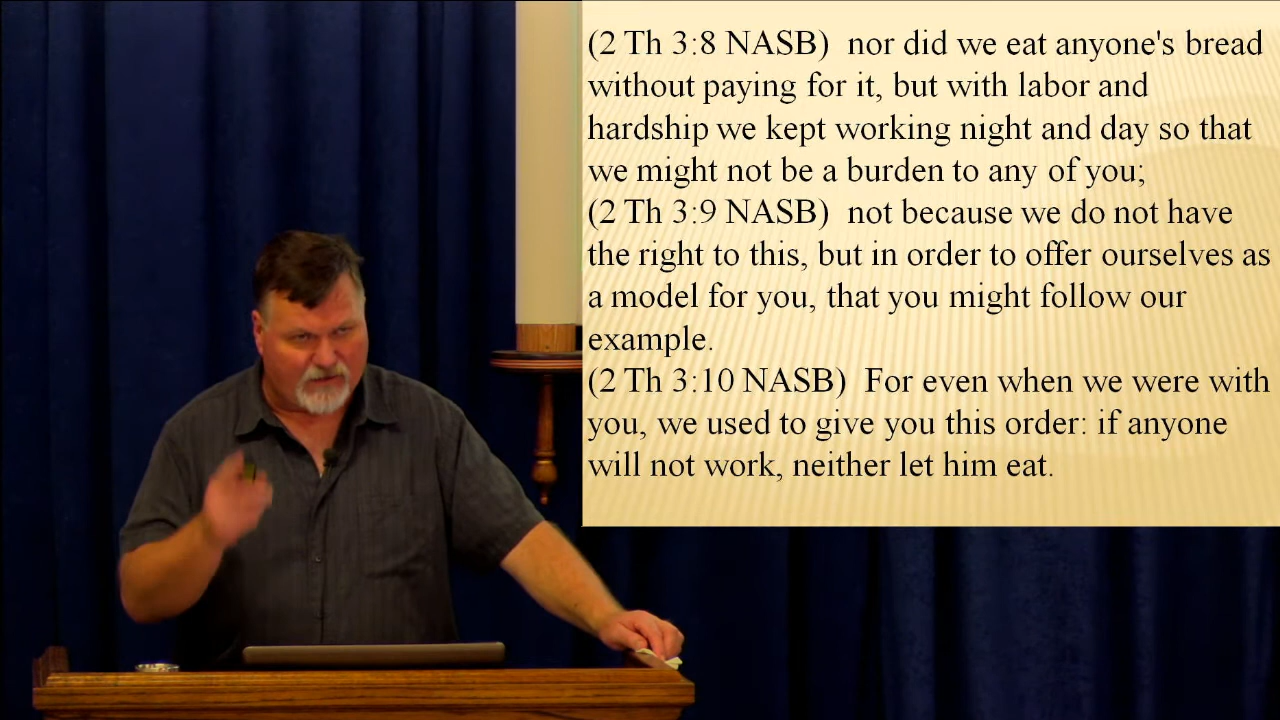 (2 Th 3:8 NASB)  nor did we eat anyone's bread
without paying for it, but with labor and
hardship we kept working night and day so that
we might not be a burden to any of you;
(2 Th 3:9 NASB)  not because we do not have
the right to this, but in order to offer ourselves as
a model for you, that you might follow our
example.
(2 Th 3:10 NASB)  For even when we were with
you, we used to give you this order: if anyone
will not work, neither let him eat.